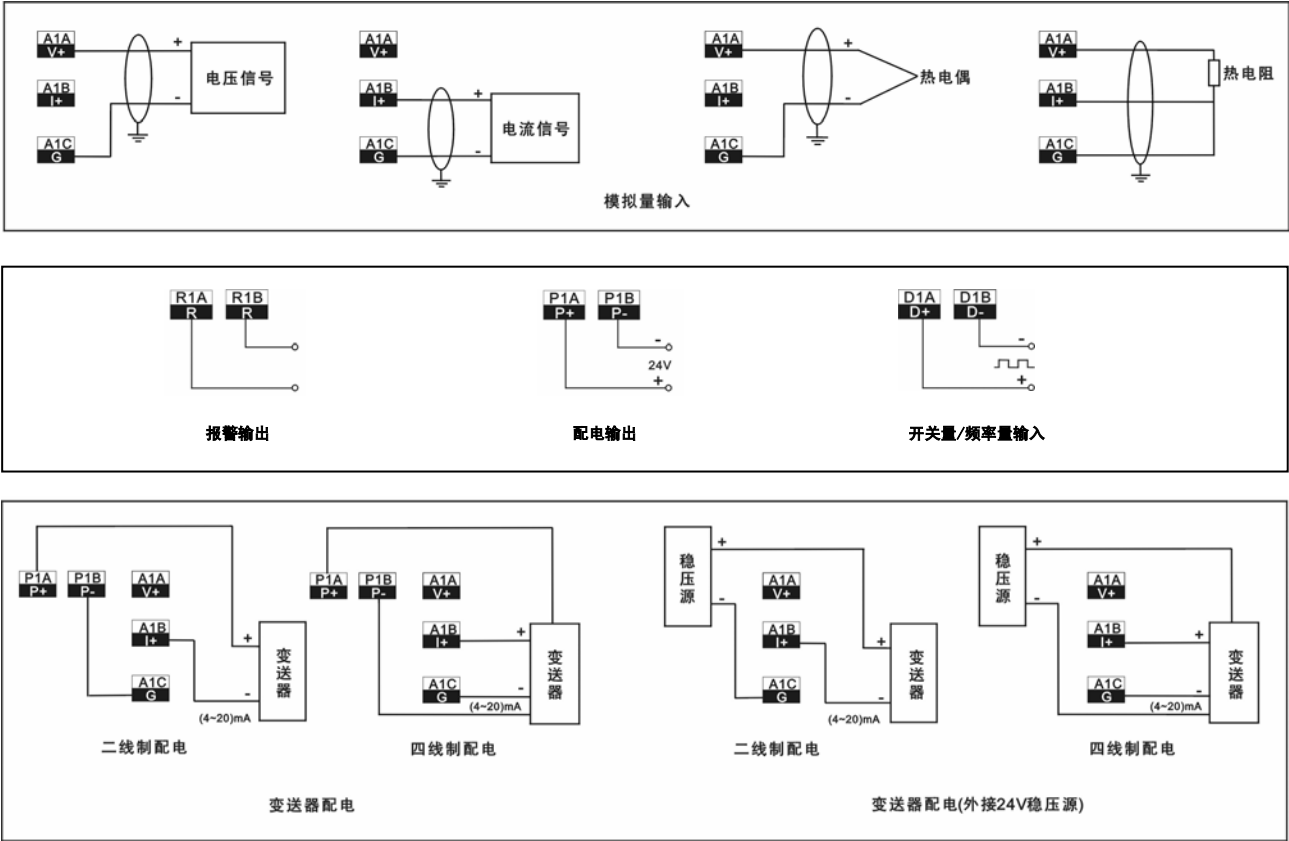 A1A
V+
A1B
I+
A1C
G
+
-
电压信号
A1A
V+
A1B
I+
A1C
G
+
-
电流信号
A1A
V+
A1B
I+
A1C
G
+
-
热电偶
A1A
V+
A1B
I+
A1C
G
热电阻
模拟量输入
R1A R1B
R R
报警输出
P1A P1B
P+ P-
-
24V
+
配电输出
D1A D1B
D+ D-
-
+
开关量/频率量输入
P1A P1B A1A
P+ P- V+
A1B
I+
A1C
G
+
-
变送器
(4~20)mA
二线制配电
P1A P1B A1A
P+ P- V+
A1B
I+
A1C
G
+
-
变送器
(4~20)mA
四线制配电
变送器配电
稳压源
+
-
A1A
V+
A1B
I+
A1C
G
+
-
变送器
(4~20)mA
二线制配电
稳压源
+
-
A1A
V+
A1B
I+
A1C
G
+
-
变送器
(4~20)mA
四线制配电
变送器配电(外接24V稳压源)